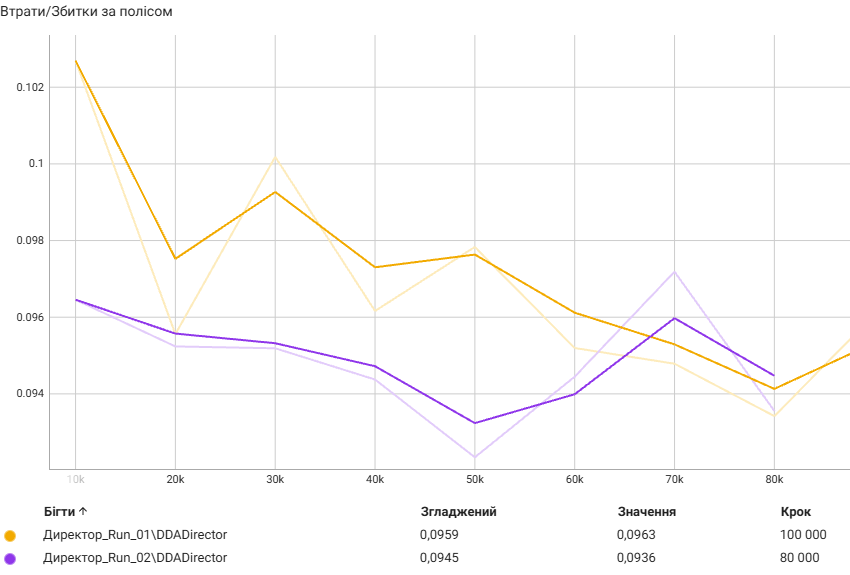 Втрати/Збитки за полісом
0.102
0.1
0.098
0.096
0.094
10k 20k 30k 40k 50k 60k 70k 80k
Бігти ↑ Згладжений Значення Крок
Директор_Run_01\DDADirector 0,0959 0,0963 100 000
Директор_Run_02\DDADirector 0,0945 0,0936 80 000